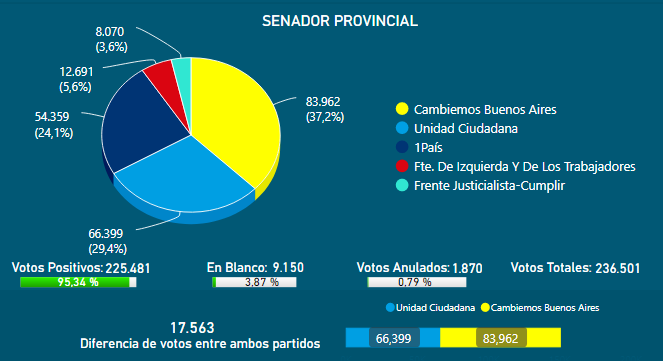 SENADOR PROVINCIAL
8.070
(3,6%)
12.691
(5,6%)
54.359
(24,1%)
83.962
(37,2%)
66.399
(29,4%)
Cambiemos Buenos Aires
Unidad Ciudadana
1País
Fte. De Izquierda Y De Los Trabajadores
Frente Justicialista-Cumplir
Votos Positivos: 225.481
95,34 %
En Blanco: 9.150
3,87 %
Votos Anulados: 1.870
0,79 %
Votos Totales: 236.501
Unidad Ciudadana Cambiemos Buenos Aires
17.563
Diferencia de votos entre ambos partidos
66,399 83,962